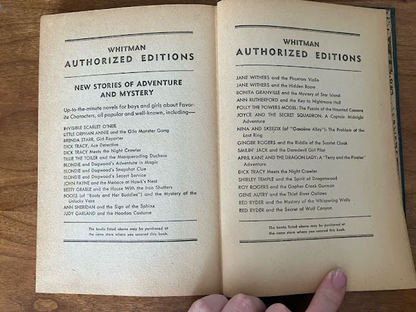 WHITMAN
AUTHORIZED EDITIONS
NEW STORIES OF ADVENTURE
AND MYSTERY
Up-to-the-minute novels for boys and girls about Favor-
ite Characters, all popular and well-known, including—
INVISIBLE SCARLET O'NEIL
LITTLE ORPHAN ANNIE and the Gila Monster Gang
BRENDA STARR, Girl Reporter
DICK TRACY, Ace Detective
DICK TRACY Meets the Night Crawler
TILLIE THE TOILER and the Masquerading Duchess
BLONDIE and Dagwood's Adventure in Magic
BLONDIE and Dagwood's Snapshot Clue
BLONDIE and Dagwood's Secret Service
JOHN PAYNE and the Menace at Hawk's Nest
BETTY GRABLE and the House With the Iron Shutters
BOOTS (of "Boots and Her Buddies") and the Mystery of the
Unlucky Vase
ANN SHERIDAN and the Sign of the Sphinx
JUDY GARLAND and the Hoodoo Costume
The books listed above may be purchased at
the same store where you secured this book.
WHITMAN
AUTHORIZED EDITIONS
JANE WITHERS and the Phantom Violin
JANE WITHERS and the Hidden Room
BONITA GRANVILLE and the Mystery of Star Island
ANN RUTHERFORD and the Key to Nightmare Hall
POLLY THE POWERS MODEL: The Puzzle of the Haunted Camera
JOYCE AND THE SECRET SQUADRON: A Captain Midnight
Adventure
NINA AND SKEEZIX (of "Gasoline Alley"): The Problem of the
Lost Ring
GINGER ROGERS and the Riddle of the Scarlet Cloak
SMILIN' JACK and the Daredevil Girl Pilot
APRIL KANE AND THE DRAGON LADY: A "Terry and the Pirates"
Adventure
DICK TRACY Meets the Night Crawler
SHIRLEY TEMPLE and the Spirit of Dragonwood
ROY ROGERS and the Gopher Creek Gunman
GENE AUTRY and the Thief River Outlaws
RED RYDER and the Mystery of the Whispering Walls
RED RYDER and the Secret of Wolf Canyon
The books listed above may be purchased at
the same store where you secured this book.